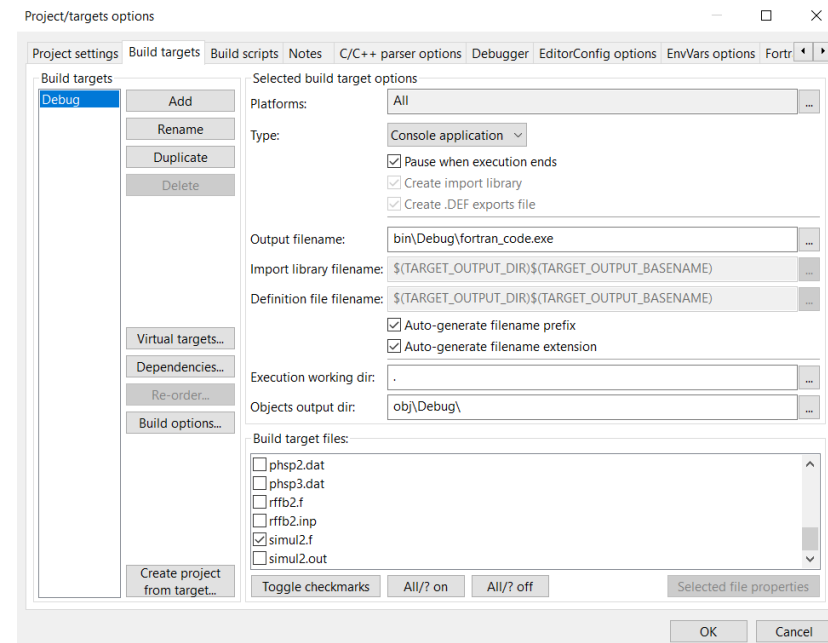 Project/targets options
Project settings Build targets Build scripts Notes C/C++ parser options Debugger EditorConfig options EnvVars options Fortr
Build targets
Debug
Add
Rename
Duplicate
Delete
Virtual targets...
Dependencies...
Re-order...
Build options...
Create project
from target...
Selected build target options
Platforms: All ...
Type: Console application
Pause when execution ends
Create import library
Create .DEF exports file
Output filename: bin\Debug\fortran_code.exe ...
Import library filename: $(TARGET_OUTPUT_DIR)$(TARGET_OUTPUT_BASENAME) ...
Definition file filename: $(TARGET_OUTPUT_DIR)$(TARGET_OUTPUT_BASENAME) ...
Auto-generate filename prefix
Auto-generate filename extension
Execution working dir: . ...
Objects output dir: obj\Debug\ ...
Build target files:
phsp2.dat
phsp3.dat
rffb2.f
rffb2.inp
simul2.f
simul2.out
Toggle checkmarks All/? on All/? off Selected file properties
OK Cancel